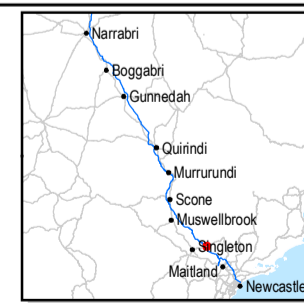 Narrabri
Boggabri
Gunnedah
Quirindi
Murrurundi
Scone
Muswellbrook
Singleton
Maitland
Newcastle